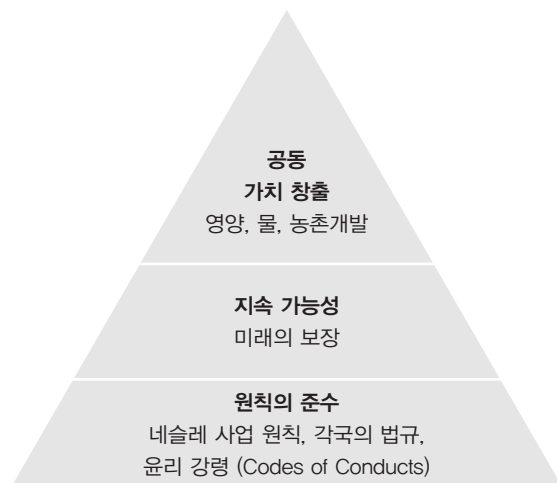 공동
가치 창출
영양, 물, 농촌개발
지속 가능성
미래의 보장
원칙의 준수
네슬레 사업 원칙, 각국의 법규,
윤리 강령 (Codes of Conducts)